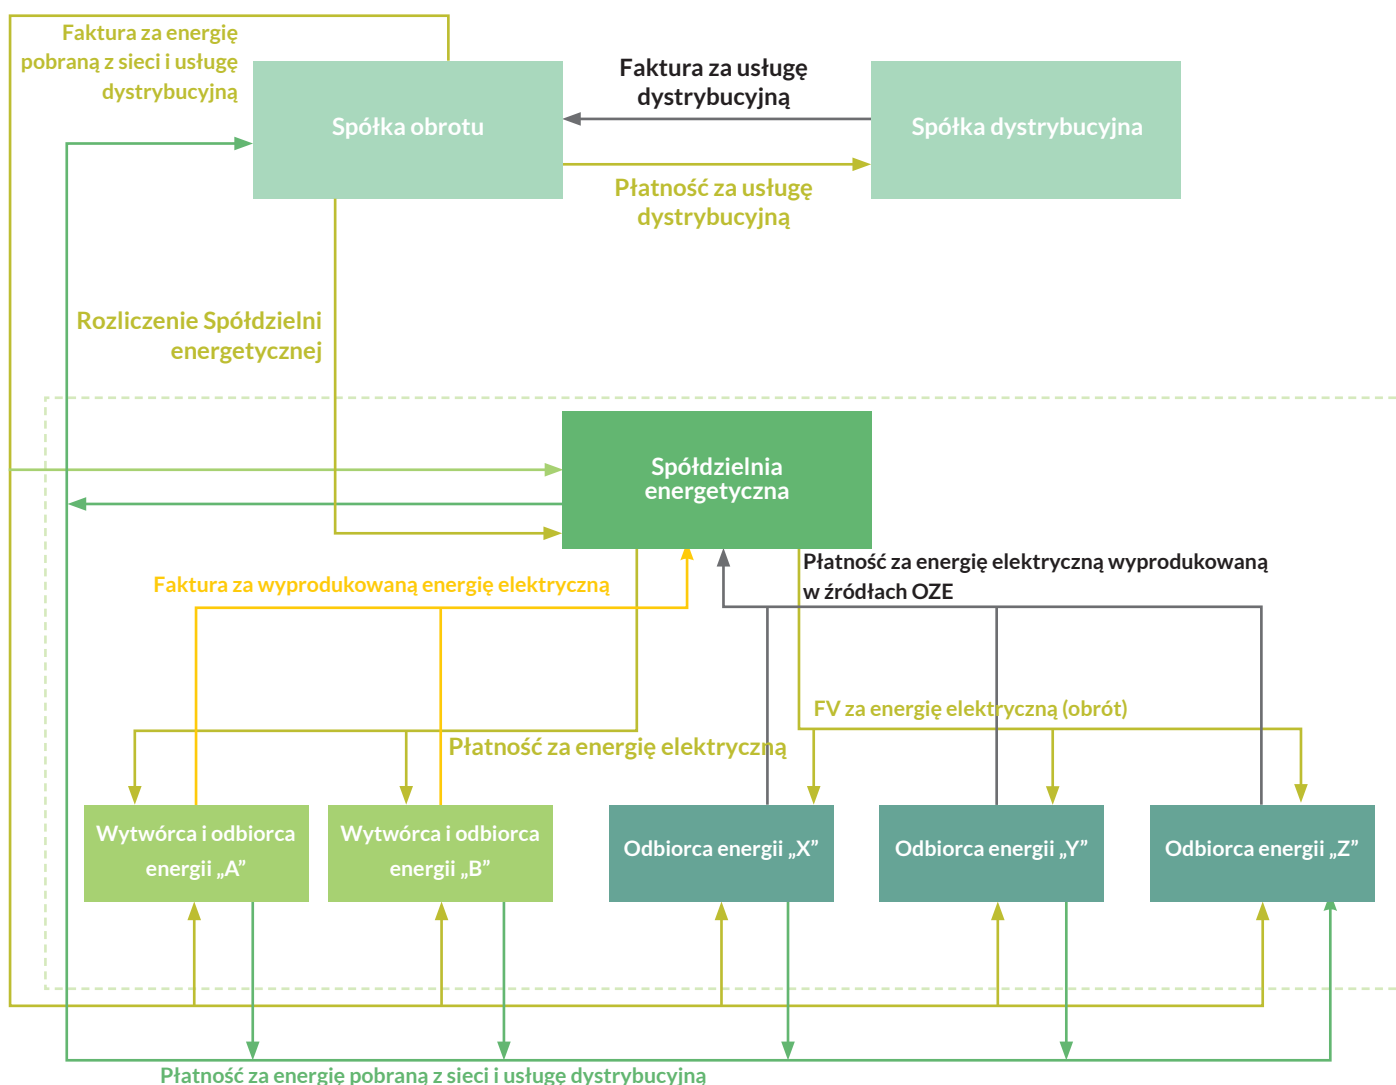 Faktura za energię
pobraną z sieci i usługę
dystrybucyjną
Faktura za usługę
dystrybucyjną
Spółka obrotu
Spółka dystrybucyjna
Płatność za usługę
dystrybucyjną
Rozliczenie Spółdzielni
energetycznej
Spółdzielnia
energetyczna
Płatność za energię elektryczną wyprodukowaną
w źródłach OZE
Faktura za wyprodukowaną energię elektryczną
FV za energię elektryczną (obrót)
Płatność za energię elektryczną
Wytwórca i odbiorca
energii „A”
Wytwórca i odbiorca
energii „B”
Odbiorca energii „X”
Odbiorca energii „Y”
Odbiorca energii „Z”
Płatność za energię pobraną z sieci i usługę dystrybucyjną